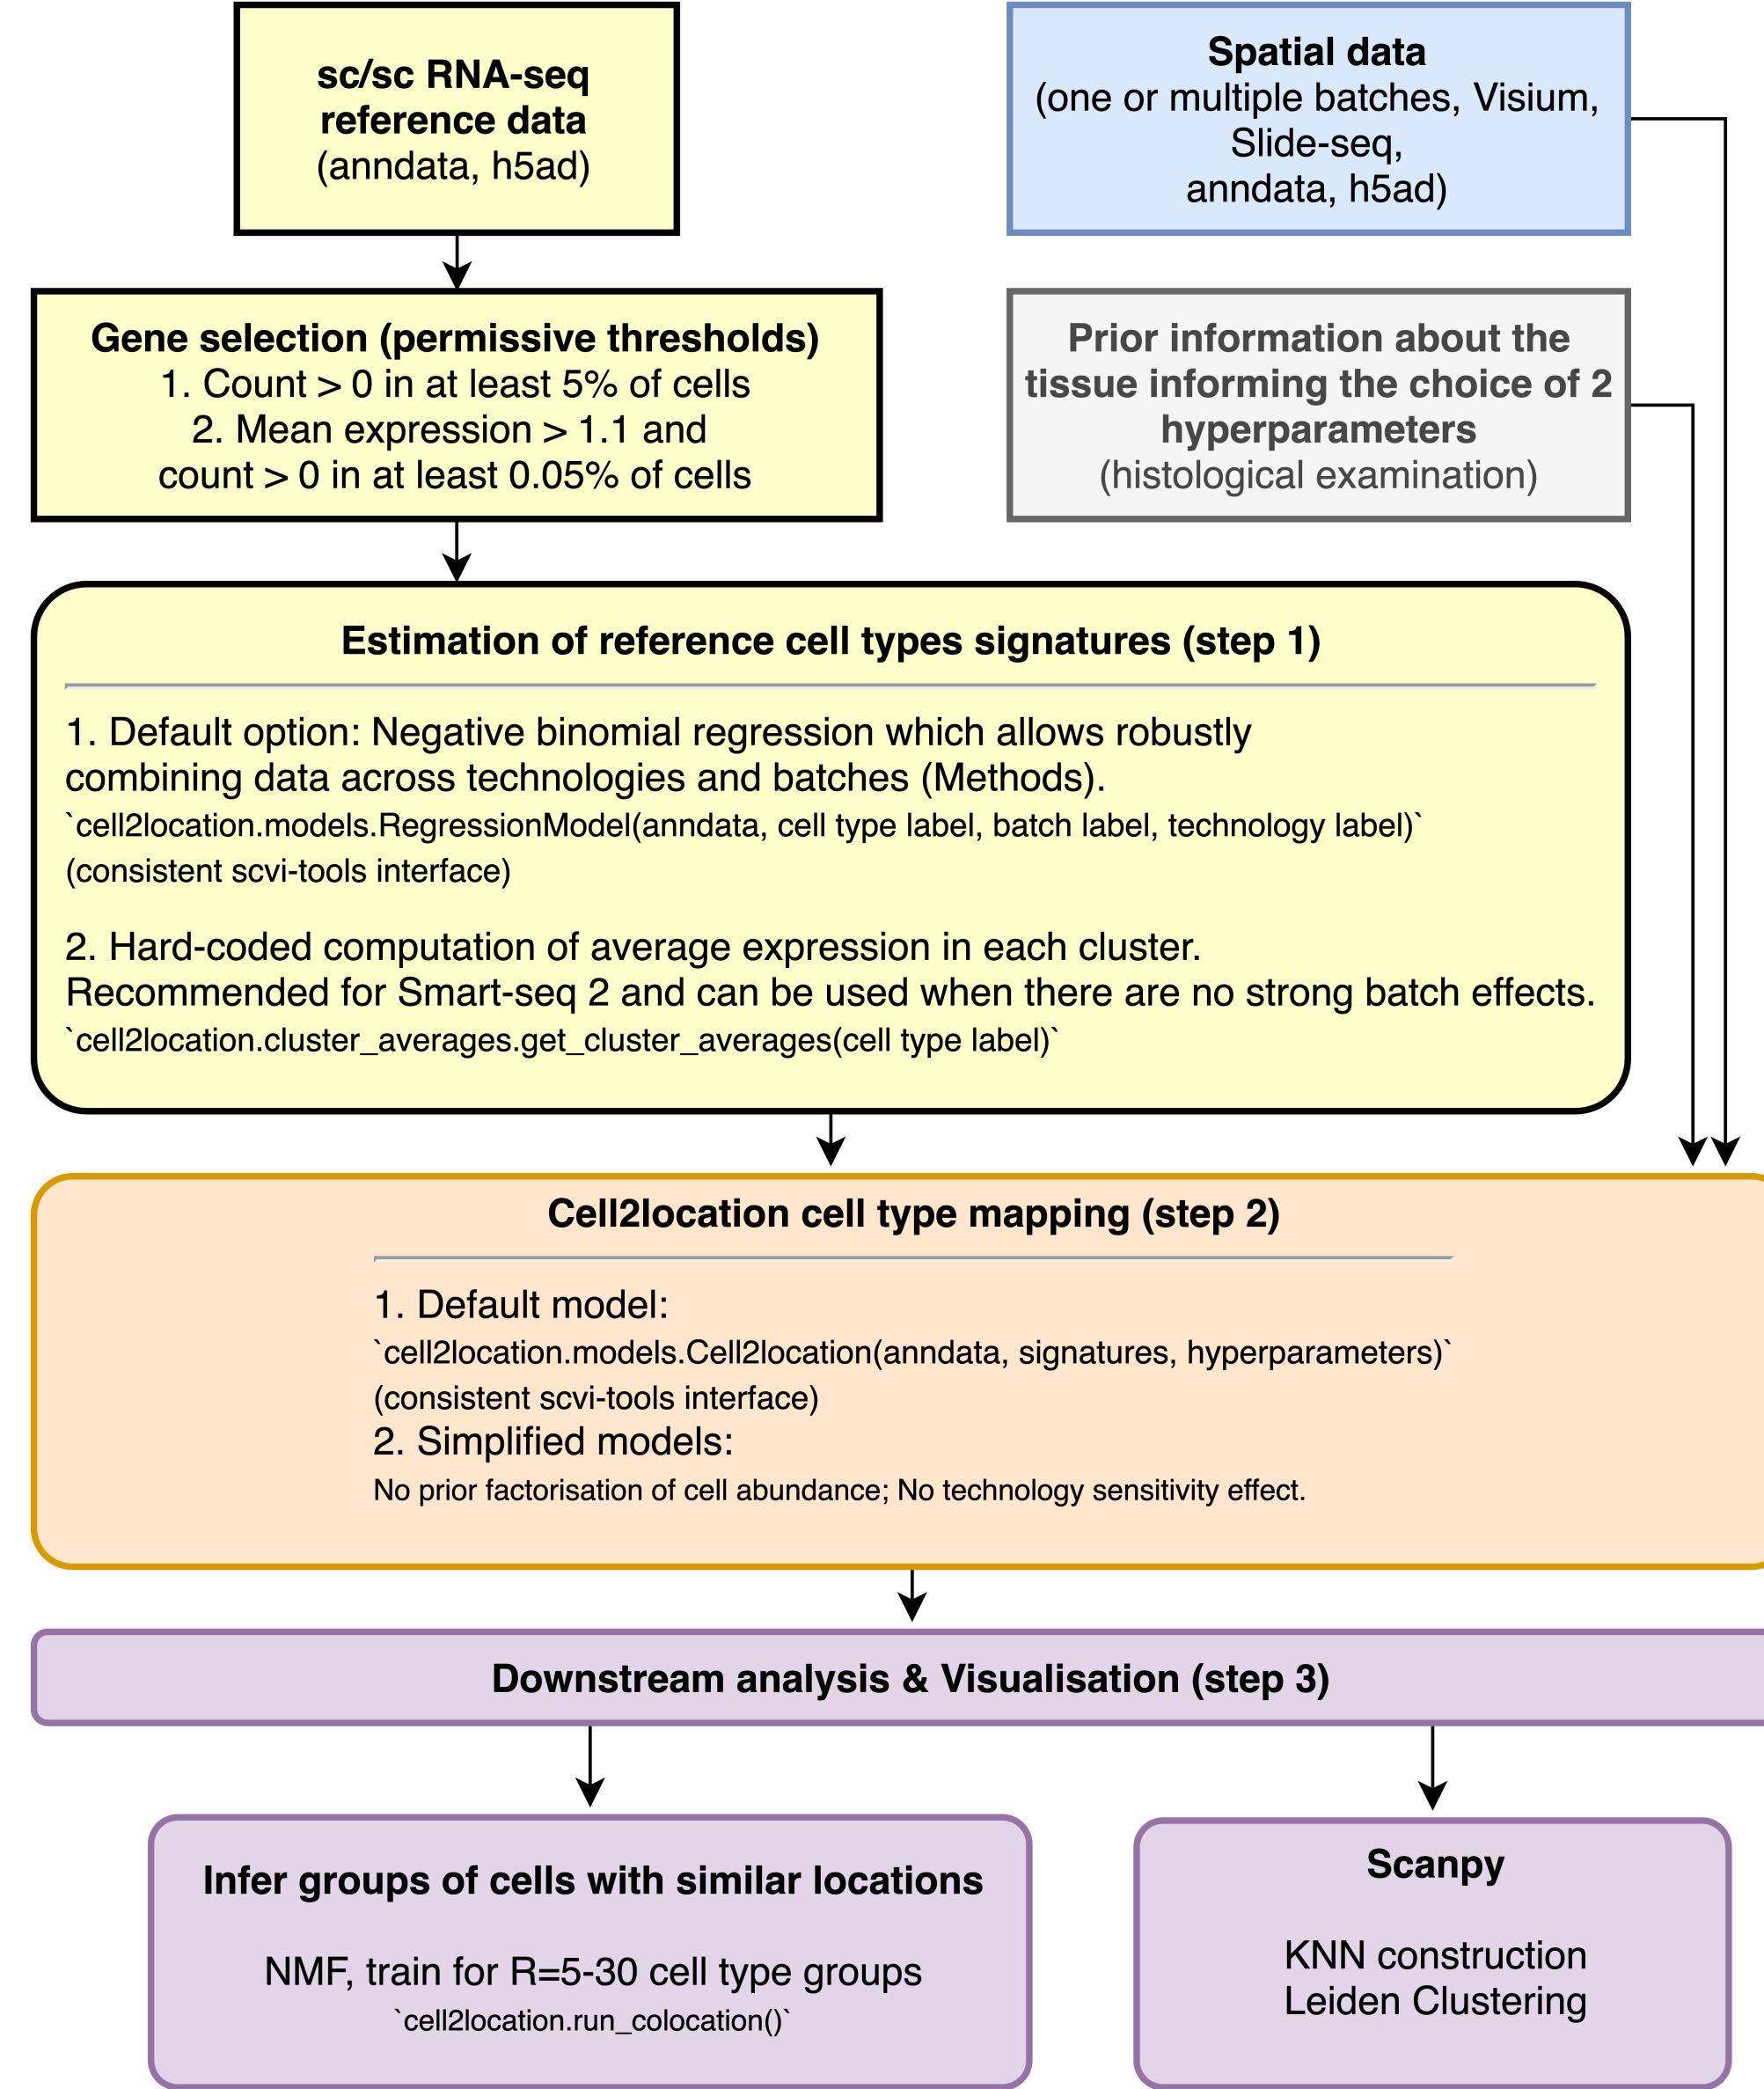 sc/sc RNA-seq
reference data
(anndata, h5ad)
Spatial data
(one or multiple batches, Visium,
Slide-seq,
anndata, h5ad)
Gene selection (permissive thresholds)
1. Count > 0 in at least 5% of cells
2. Mean expression > 1.1 and
count > 0 in at least 0.05% of cells
Prior information about the
tissue informing the choice of 2
hyperparameters
(histological examination)
Estimation of reference cell types signatures (step 1)
1. Default option: Negative binomial regression which allows robustly
combining data across technologies and batches (Methods).
`cell2location.models.RegressionModel(anndata, cell type label, batch label, technology label)`
(consistent scvi-tools interface)
2. Hard-coded computation of average expression in each cluster.
Recommended for Smart-seq 2 and can be used when there are no strong batch effects.
`cell2location.cluster_averages.get_cluster_averages(cell type label)`
Cell2location cell type mapping (step 2)
1. Default model:
`cell2location.models.Cell2location(anndata, signatures, hyperparameters)`
(consistent scvi-tools interface)
2. Simplified models:
No prior factorisation of cell abundance; No technology sensitivity effect.
Downstream analysis & Visualisation (step 3)
Infer groups of cells with similar locations
NMF, train for R=5-30 cell type groups
`cell2location.run_colocation()`
Scanpy
KNN construction
Leiden Clustering